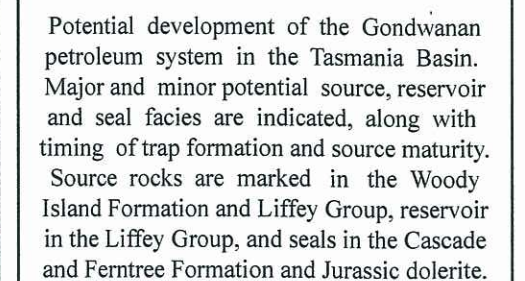 Potential development of the Gondwanan
petroleum system in the Tasmania Basin.
Major and minor potential source, reservoir
and seal facies are indicated, along with
timing of trap formation and source maturity.
Source rocks are marked in the Woody
Island Formation and Liffey Group, reservoir
in the Liffey Group, and seals in the Cascade
and Ferntree Formation and Jurassic dolerite.